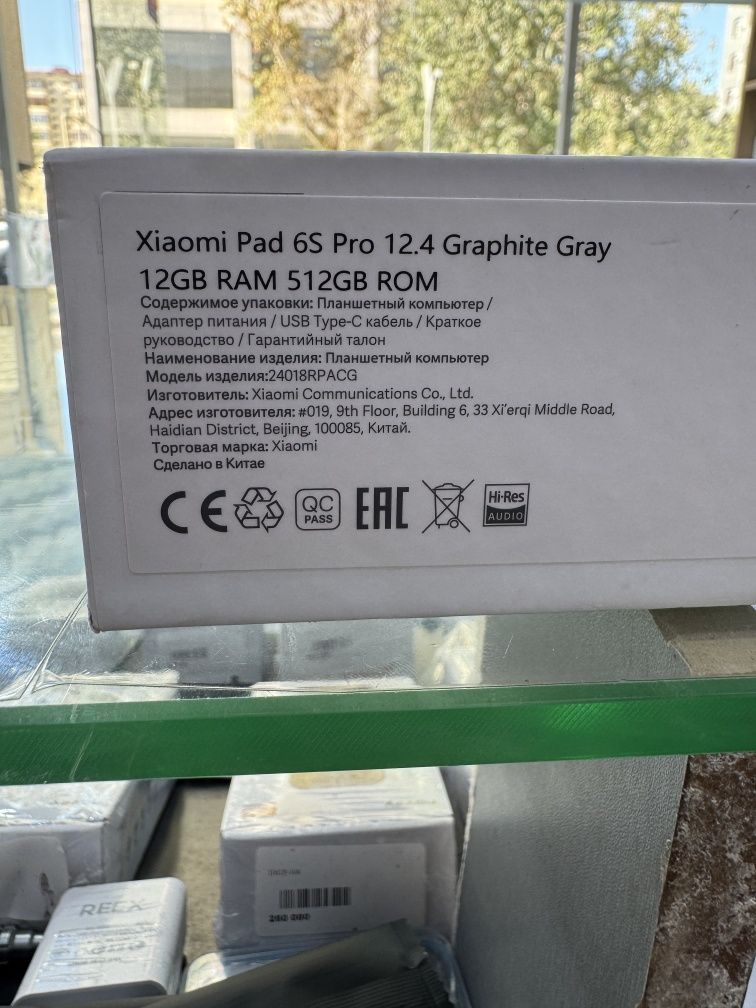 Xiaomi Pad 6S Pro 12.4 Graphite Gray
12GB RAM 512GB ROM
Содержимое упаковки: Планшетный компьютер /
Адаптер питания / USB Type-C кабель / Краткое
руководство / Гарантийный талон
Наименование изделия: Планшетный компьютер
Модель изделия:24018RPACG
Изготовитель: Xiaomi Communications Co., Ltd.
Адрес изготовителя: #019, 9th Floor, Building 6, 33 Xi'erqi Middle Road,
Haidian District, Beijing, 100085, Китай.
Торговая марка: Xiaomi
Сделано в Китае
CE QC PASS EAC Hi-Res AUDIO